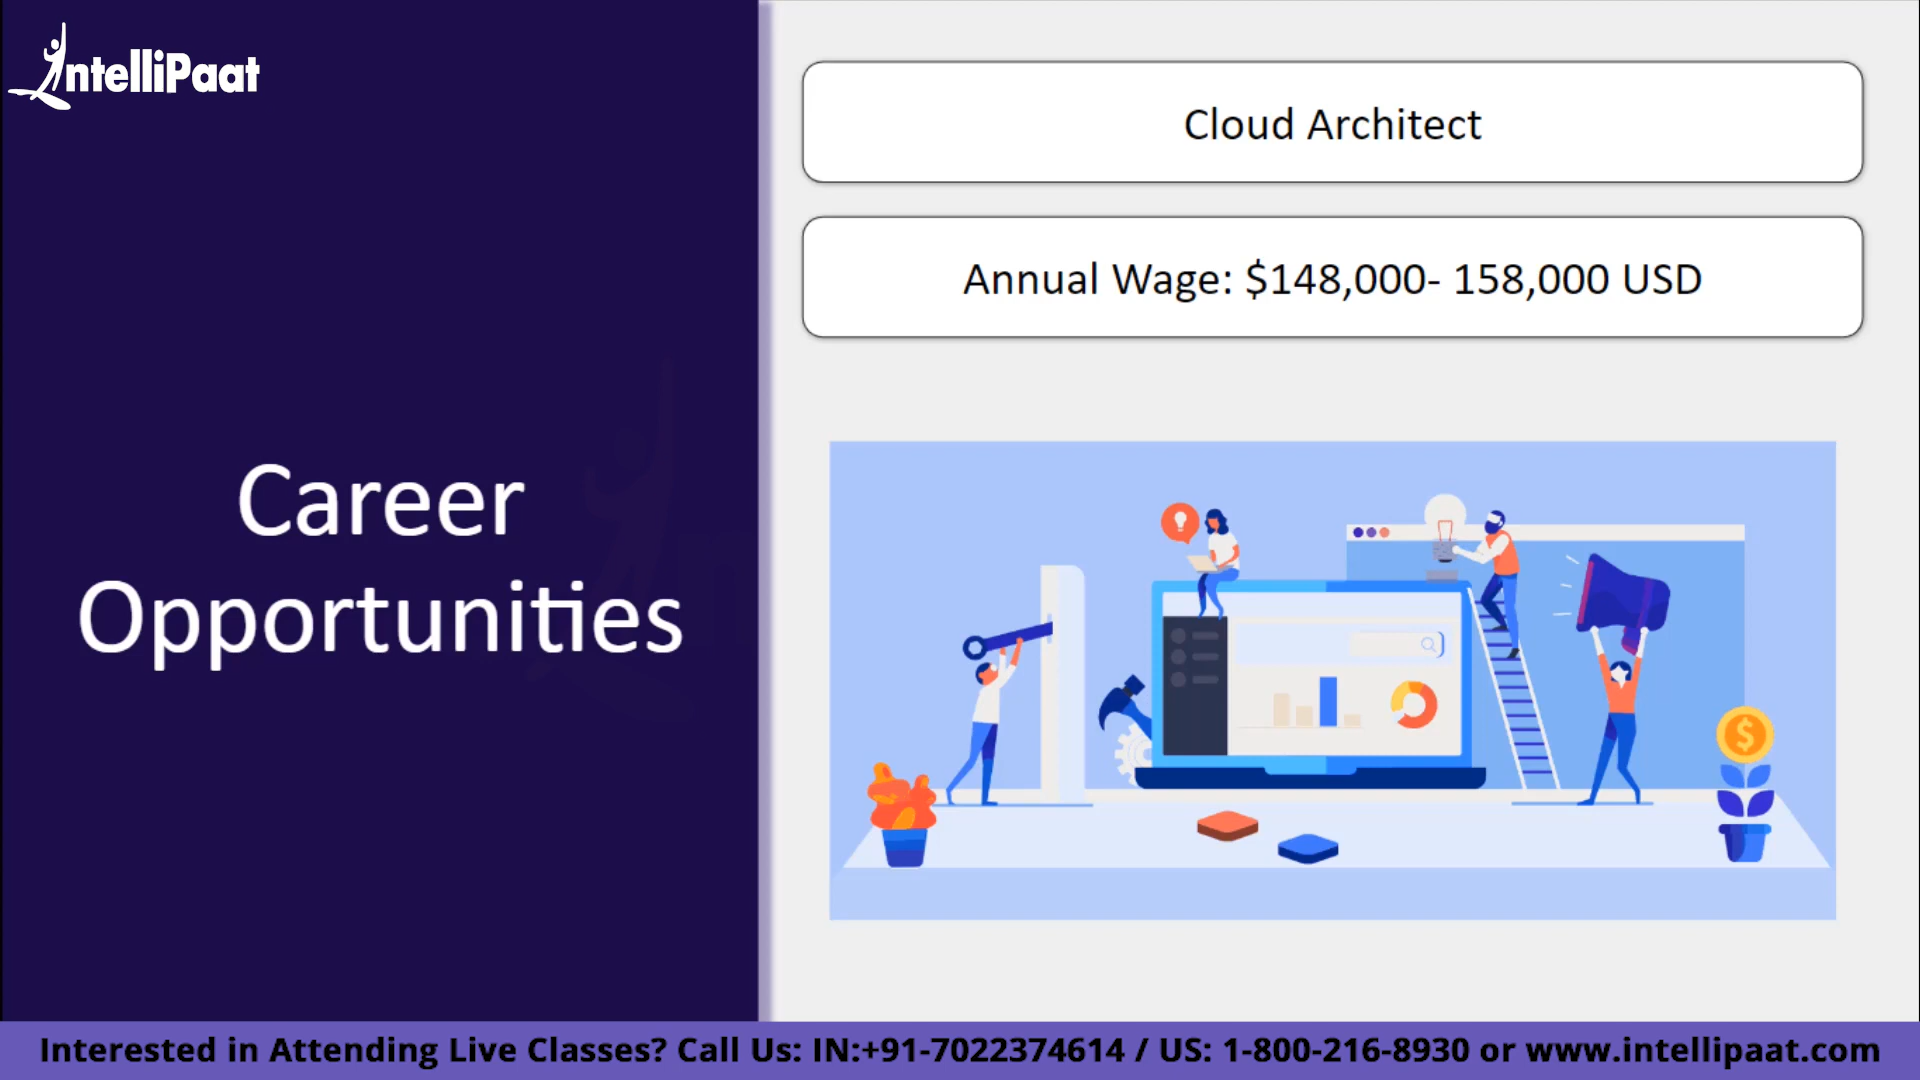 IntelliPaat
Cloud Architect
Annual Wage: $148,000- 158,000 USD
Career
Opportunities
$
Interested in Attending Live Classes? Call Us: IN:+91-7022374614 / US: 1-800-216-8930 or www.intellipaat.com